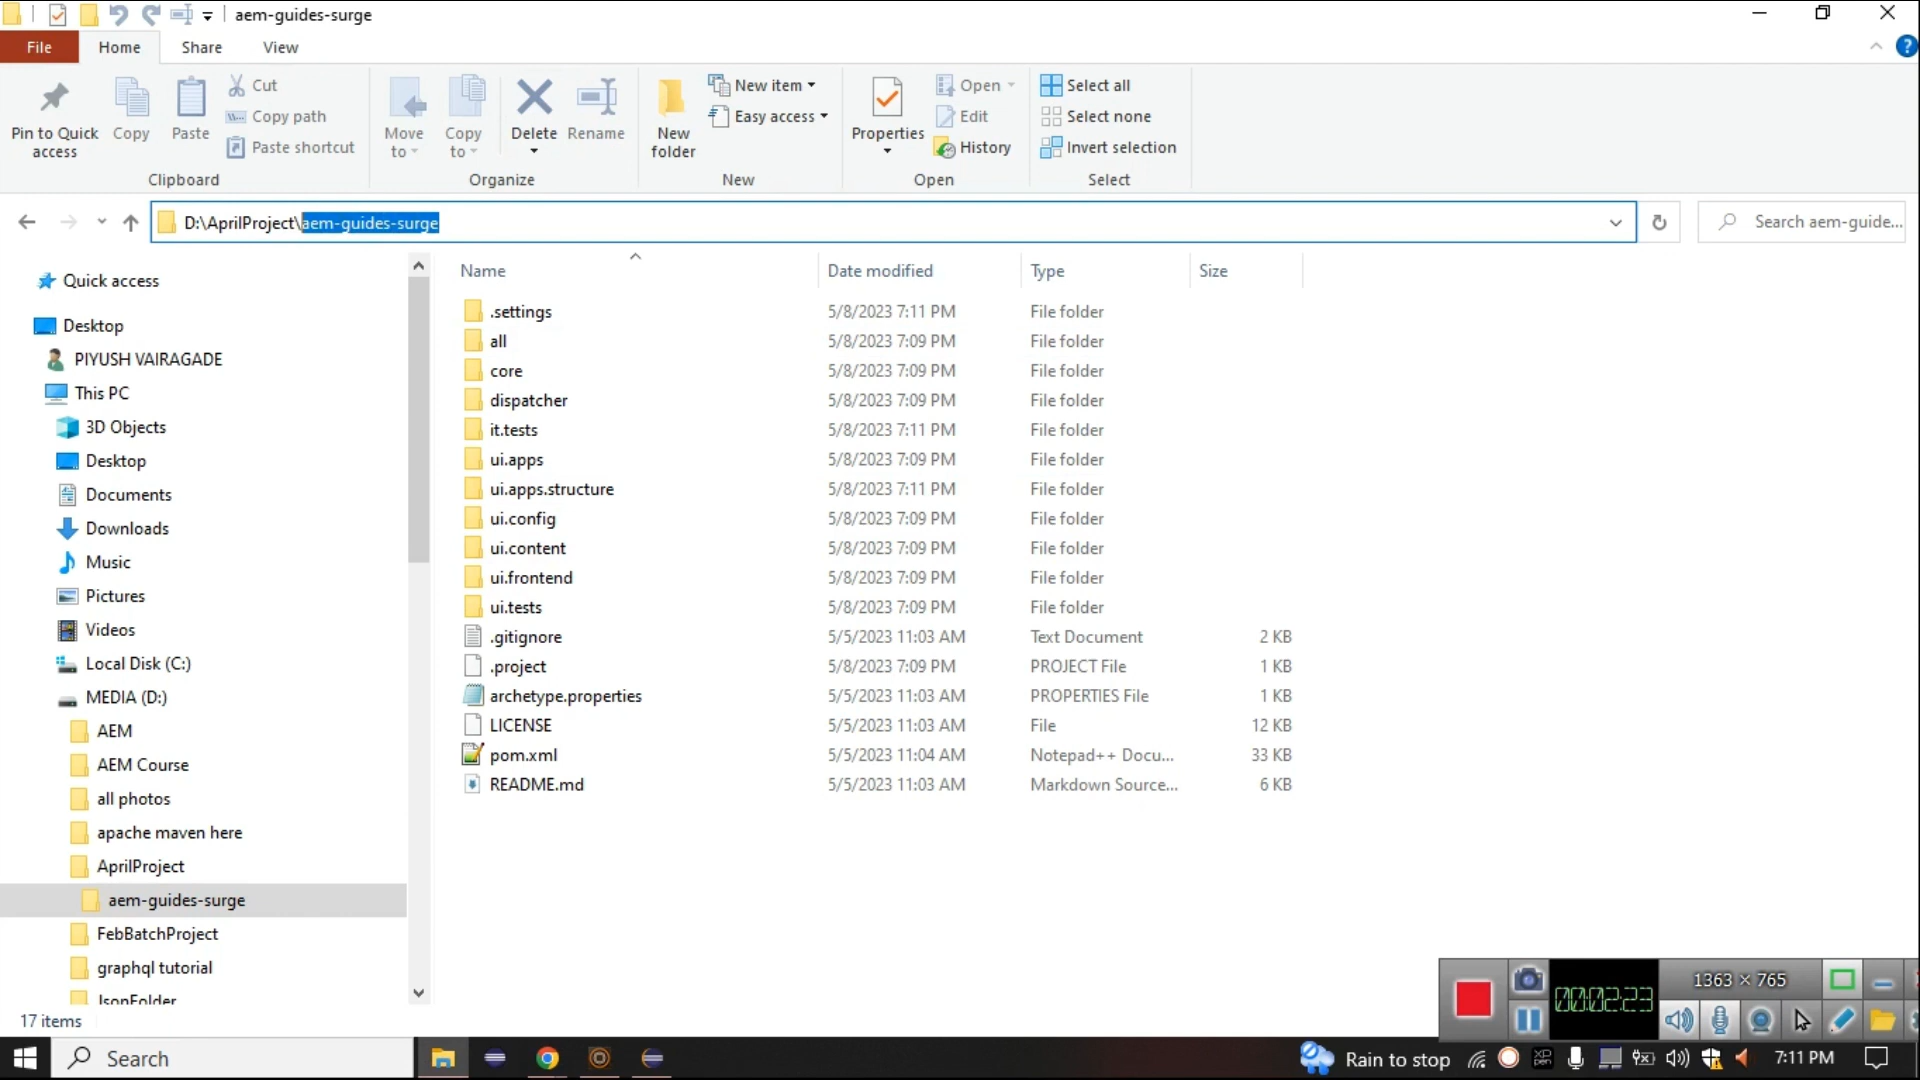 aem-guides-surge
File Home Share View
Pin to Quick access
Copy
Paste
Cut
Copy path
Paste shortcut
Clipboard
Move to
Copy to
Delete
Rename
Organize
New folder
New item
Easy access
New
Properties
Open
Edit
History
Open
Select all
Select none
Invert selection
Select
D:\AprilProject\aem-guides-surge
Search aem-guide...
Quick access
Desktop
PIYUSH VAIRAGADE
This PC
3D Objects
Desktop
Documents
Downloads
Music
Pictures
Videos
Local Disk (C:)
MEDIA (D:)
AEM
AEM Course
all photos
apache maven here
AprilProject
aem-guides-surge
FebBatchProject
graphql tutorial
JsonFolder
Name Date modified Type Size
.settings 5/8/2023 7:11 PM File folder
all 5/8/2023 7:09 PM File folder
core 5/8/2023 7:09 PM File folder
dispatcher 5/8/2023 7:09 PM File folder
it.tests 5/8/2023 7:11 PM File folder
ui.apps 5/8/2023 7:09 PM File folder
ui.apps.structure 5/8/2023 7:11 PM File folder
ui.config 5/8/2023 7:09 PM File folder
ui.content 5/8/2023 7:09 PM File folder
ui.frontend 5/8/2023 7:09 PM File folder
ui.tests 5/8/2023 7:09 PM File folder
.gitignore 5/5/2023 11:03 AM Text Document 2 KB
.project 5/8/2023 7:09 PM PROJECT File 1 KB
archetype.properties 5/5/2023 11:03 AM PROPERTIES File 1 KB
LICENSE 5/5/2023 11:03 AM File 12 KB
pom.xml 5/5/2023 11:04 AM Notepad++ Docu... 33 KB
README.md 5/5/2023 11:03 AM Markdown Source... 6 KB
17 items
00:02:23
1363 × 765
Search
Rain to stop
7:11 PM